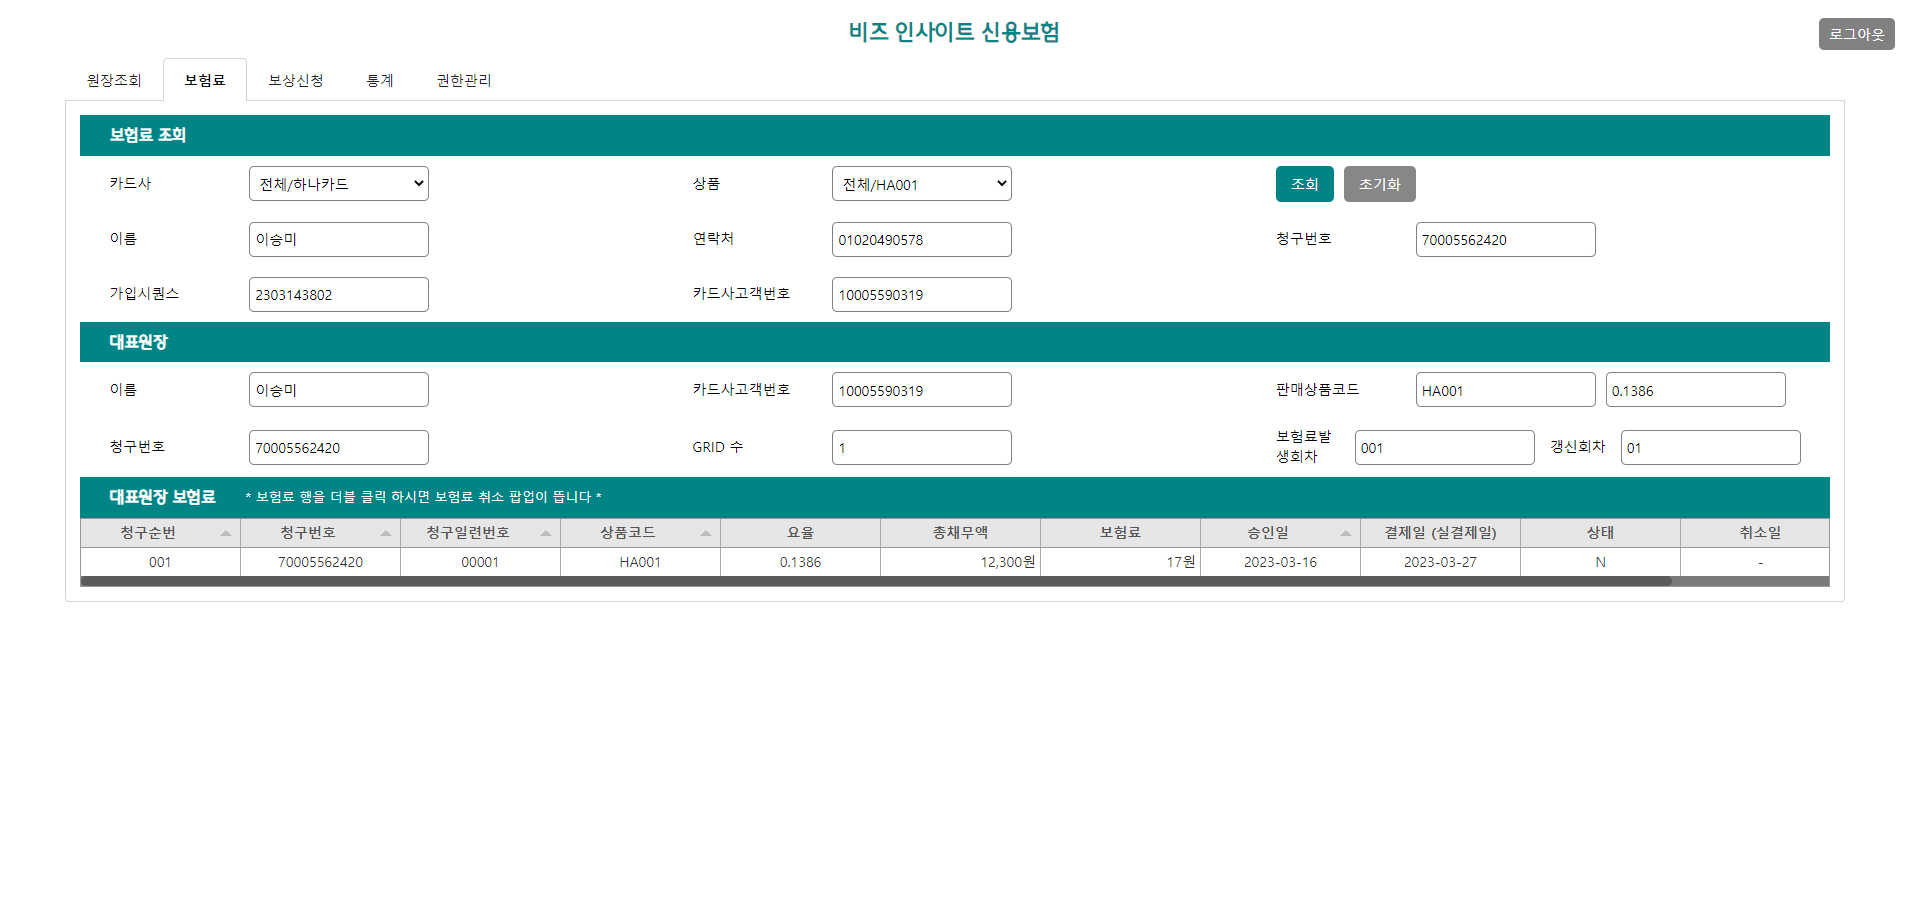 비즈 인사이트 신용보험
로그아웃
원장조회 보험료 보상신청 통계 권한관리
보험료 조회
카드사 전체/하나카드 상품 전체/HA001 조회 초기화
이름 이승미 연락처 01020490578 청구번호 70005562420
가입시퀀스 2303143802 카드사고객번호 10005590319
대표원장
이름 이승미 카드사고객번호 10005590319 판매상품코드 HA001 0.1386
청구번호 70005562420 GRID 수 1 보험료발생회차 001 갱신회차 01
대표원장 보험료 * 보험료 행을 더블 클릭 하시면 보험료 취소 팝업이 뜹니다 *
청구순번 청구번호 청구일련번호 상품코드 요율 총채무액 보험료 승인일 결제일 (실결제일) 상태 취소일
001 70005562420 00001 HA001 0.1386 12,300원 17원 2023-03-16 2023-03-27 N -